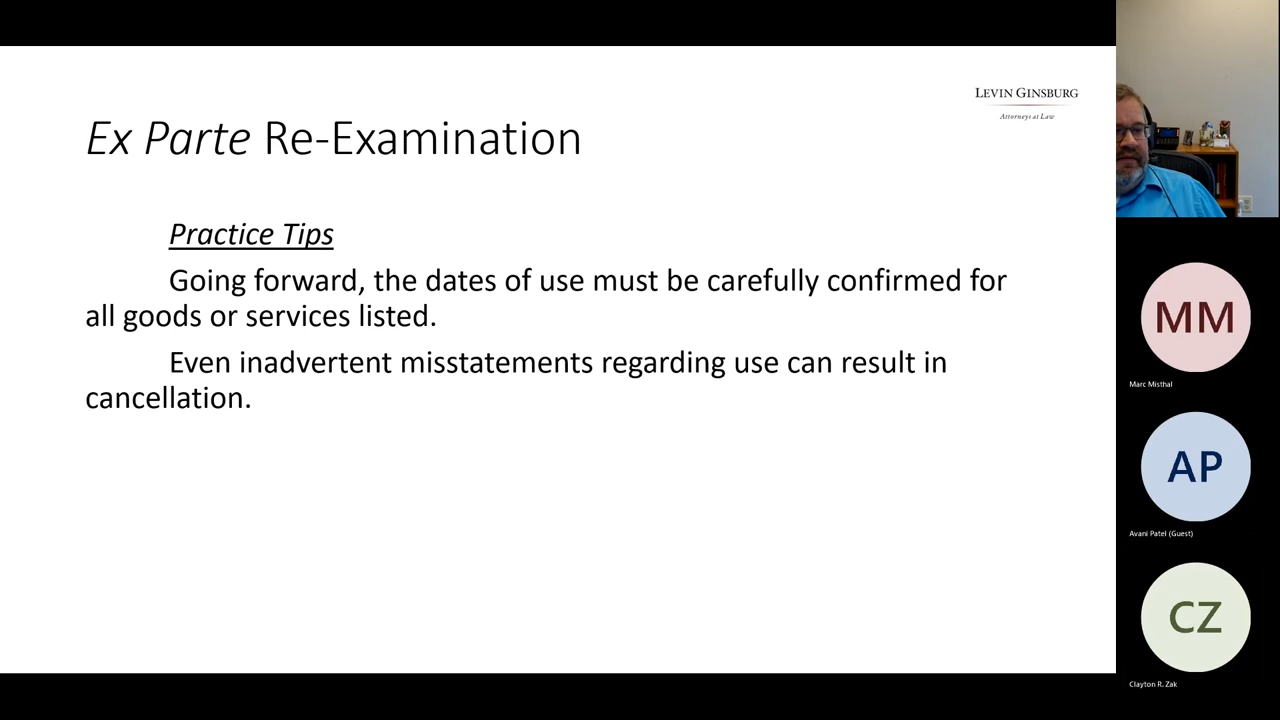 LEVIN GINSBURG
Attorneys at Law
Ex Parte Re-Examination
Practice Tips
Going forward, the dates of use must be carefully confirmed for
all goods or services listed.
Even inadvertent misstatements regarding use can result in
cancellation.
MM
Marc Misthal
AP
Avani Patel (Guest)
CZ
Clayton R. Zak